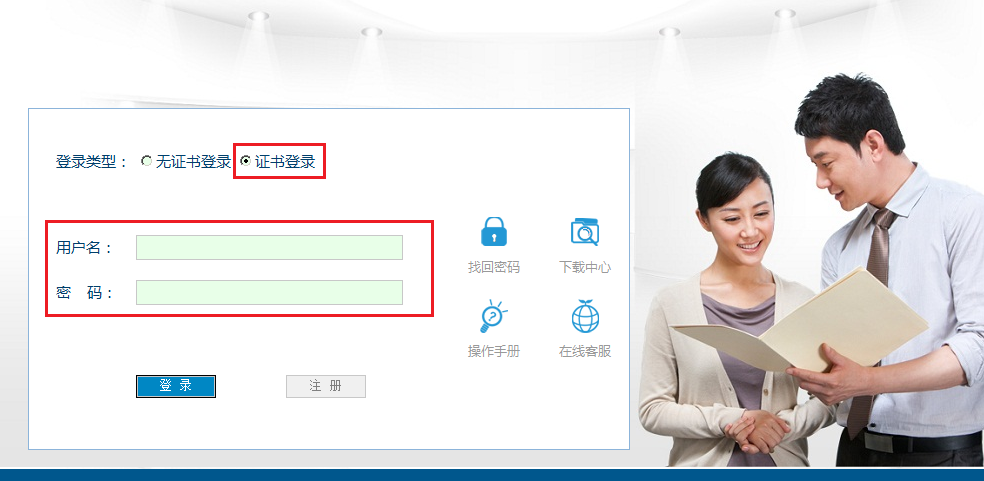 登录类型： 无证书登录 证书登录
用户名：
密 码：
找回密码 下载中心
操作手册 在线客服
登 录 注 册